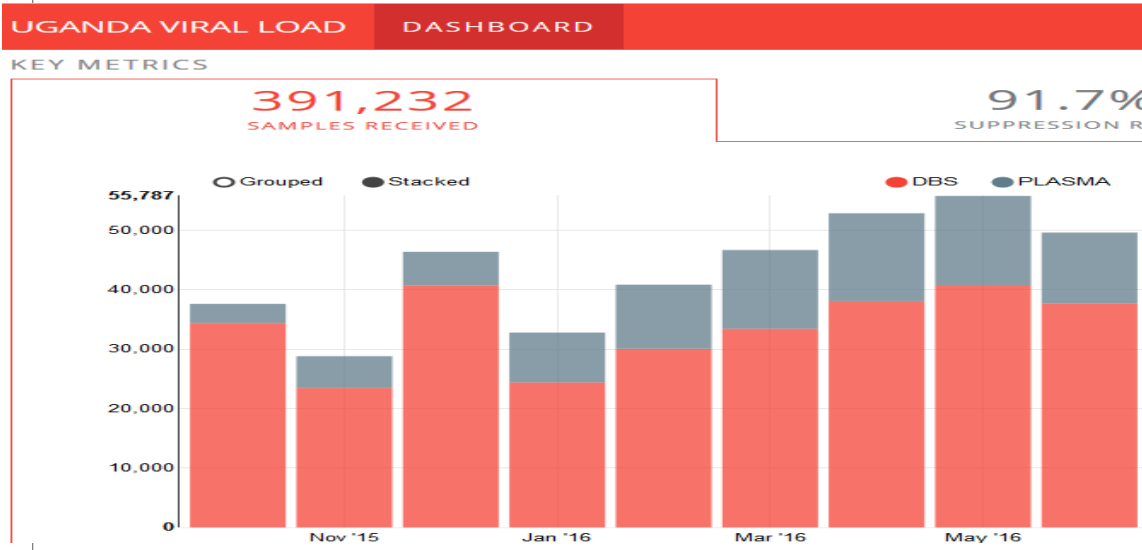 UGANDA VIRAL LOAD DASHBOARD
KEY METRICS
391,232
SAMPLES RECEIVED
91.7%
SUPPRESSION R
Grouped Stacked DBS PLASMA
55,787
50,000
40,000
30,000
20,000
10,000
0
Nov '15 Jan '16 Mar '16 May '16